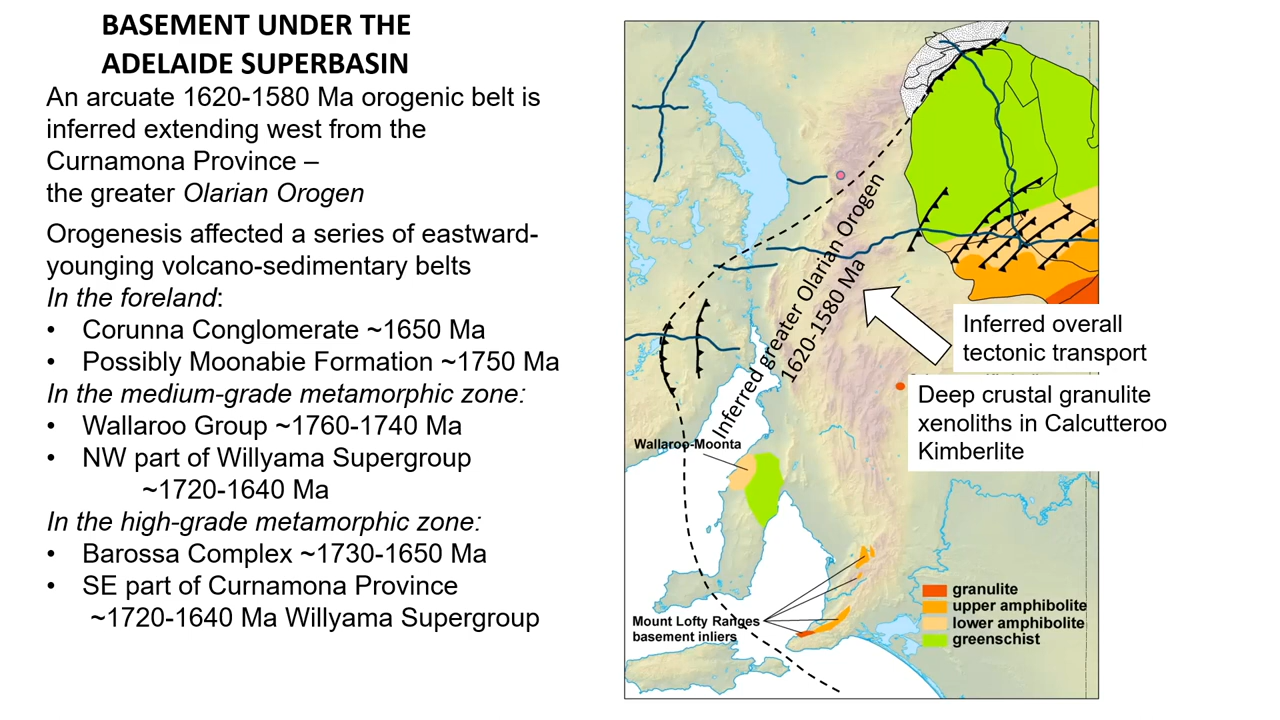 BASEMENT UNDER THE
ADELAIDE SUPERBASIN
An arcuate 1620-1580 Ma orogenic belt is
inferred extending west from the
Curnamona Province –
the greater Olarian Orogen
Orogenesis affected a series of eastward-
younging volcano-sedimentary belts
In the foreland:
• Corunna Conglomerate ~1650 Ma
• Possibly Moonabie Formation ~1750 Ma
In the medium-grade metamorphic zone:
• Wallaroo Group ~1760-1740 Ma
• NW part of Willyama Supergroup
~1720-1640 Ma
In the high-grade metamorphic zone:
• Barossa Complex ~1730-1650 Ma
• SE part of Curnamona Province
~1720-1640 Ma Willyama Supergroup
Inferred greater Olarian Orogen
1620-1580 Ma
Inferred overall
tectonic transport
Deep crustal granulite
xenoliths in Calcutteroo
Kimberlite
Wallaroo-Moonta
Mount Lofty Ranges
basement inliers
granulite
upper amphibolite
lower amphibolite
greenschist